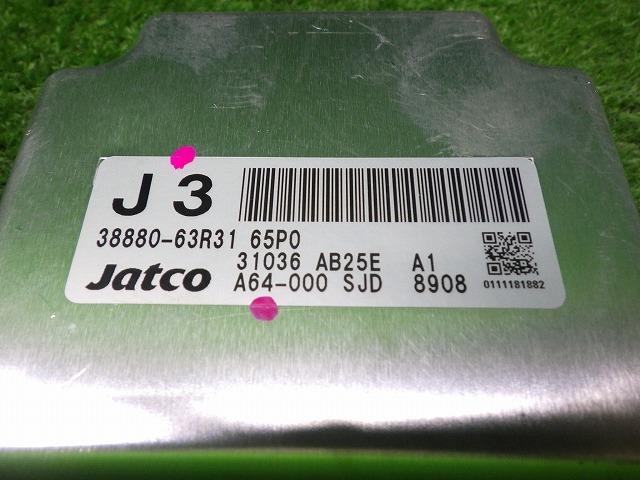 J 3
38880-63R31 65P0
31036 AB25E A1
Jatco A64-000 SJD 8908
0111181882